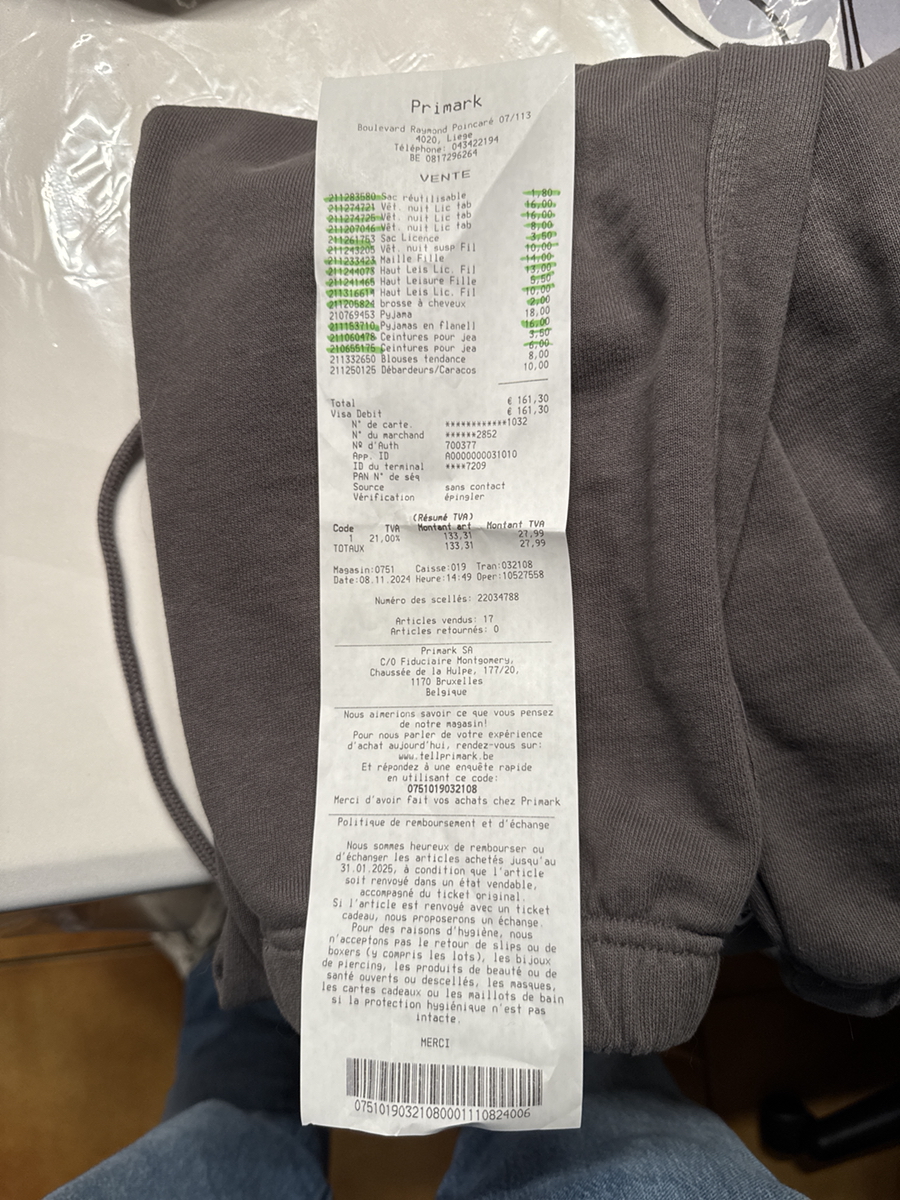 Primark
Boulevard Raymond Poincaré 07/113
4020, Liege
Téléphone: 043422194
BE 0817296264
VENTE
211283580 Sac réutilisable 1,80
211274721 Vêt. nuit Lic tab 16,00
211274725 Vêt. nuit Lic tab 16,00
211207046 Vêt. nuit Lic tab 8,00
211261753 Sac Licence 3,50
211243205 Vêt. nuit susp Fil 10,00
211233423 Maille Fille 14,00
211244073 Haut Leis Lic. Fil 13,00
211241465 Haut Leisure Fille 5,50
211316614 Haut Leis Lic. Fil 10,00
211205824 brosse à cheveux 2,00
210769453 Pyjama 18,00
211153710 Pyjamas en flanell 16,00
211060478 Ceintures pour jea 3,50
210655175 Ceintures pour jea 6,00
211332650 Blouses tendance 8,00
211250125 Débardeurs/Caracos 10,00
Total € 161,30
Visa Debit € 161,30
N° de carte. ************1032
N° du marchand ******2852
Nº d'Auth 700377
App. ID A0000000031010
ID du terminal ****7209
PAN N° de séq
Source sans contact
Vérification épingler
(Résumé TVA)
Code TVA Montant art Montant TVA
1 21,00% 133,31 27,99
TOTAUX 133,31 27,99
Magasin:0751 Caisse:019 Tran:032108
Date:08.11.2024 Heure:14:49 Oper:10527558
Numéro des scellés: 22034788
Articles vendus: 17
Articles retournés: 0
Primark SA
C/O Fiduciaire Montgomery,
Chaussée de la Hulpe, 177/20,
1170 Bruxelles
Belgique
Nous aimerions savoir ce que vous pensez
de notre magasin!
Pour nous parler de votre expérience
d'achat aujourd'hui, rendez-vous sur:
www.tellprimark.be
Et répondez à une enquête rapide
en utilisant ce code:
0751019032108
Merci d'avoir fait vos achats chez Primark
Politique de remboursement et d'échange
Nous sommes heureux de rembourser ou
d'échanger les articles achetés jusqu'au
31.01.2025, à condition que l'article
soit renvoyé dans un état vendable,
accompagné du ticket original.
Si l'article est renvoyé avec un ticket
cadeau, nous proposerons un échange.
Pour des raisons d'hygiène, nous
n'acceptons pas le retour de slips ou de
boxers (y compris les lots), les bijoux
de piercing, les produits de beauté ou de
santé ouverts ou descellés, les masques,
les cartes cadeaux ou les maillots de bain
si la protection hygiénique n'est pas
intacte.
MERCI
07510190321080001110824006